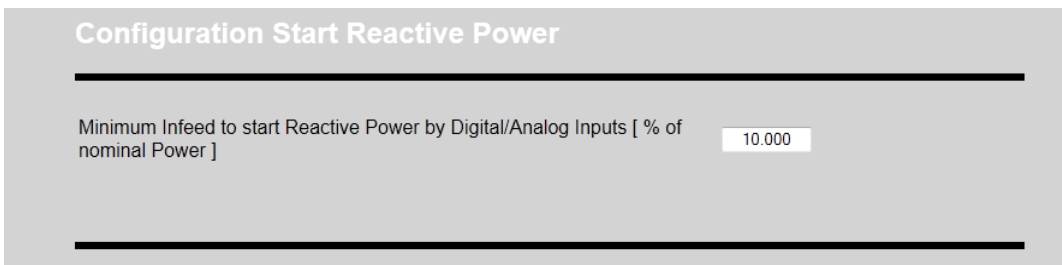 Configuration Start Reactive Power
Minimum Infeed to start Reactive Power by Digital/Analog Inputs [ % of
nominal Power ]
10.000